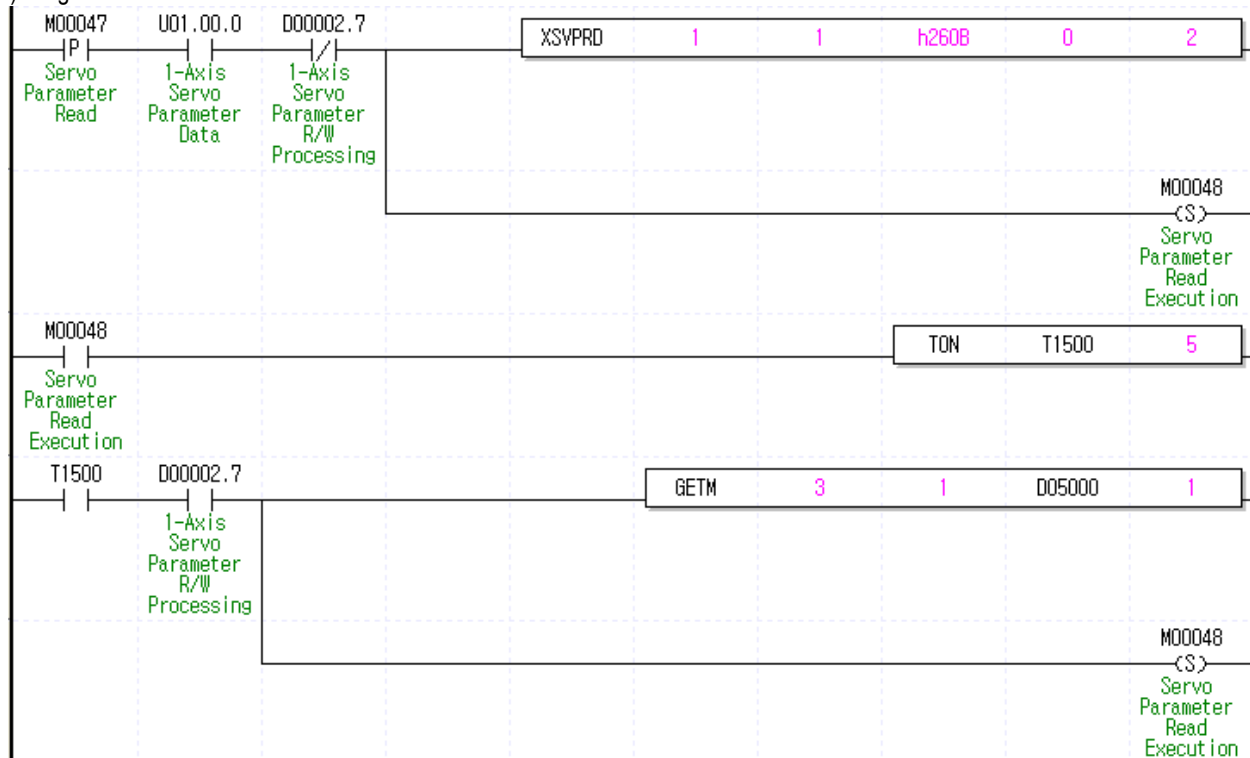 M00047 U01.00.0 D00002.7
P
XSVPRD 1 1 h260B 0 2
Servo 1-Axis 1-Axis
Parameter Servo Servo
Read Parameter Parameter
Data R/W
Processing
M00048
(S)
Servo
Parameter
Read
Execution
M00048
TON T1500 5
Servo
Parameter
Read
Execution
T1500 D00002.7
GETM 3 1 D05000 1
1-Axis
Servo
Parameter
R/W
Processing
M00048
(S)
Servo
Parameter
Read
Execution